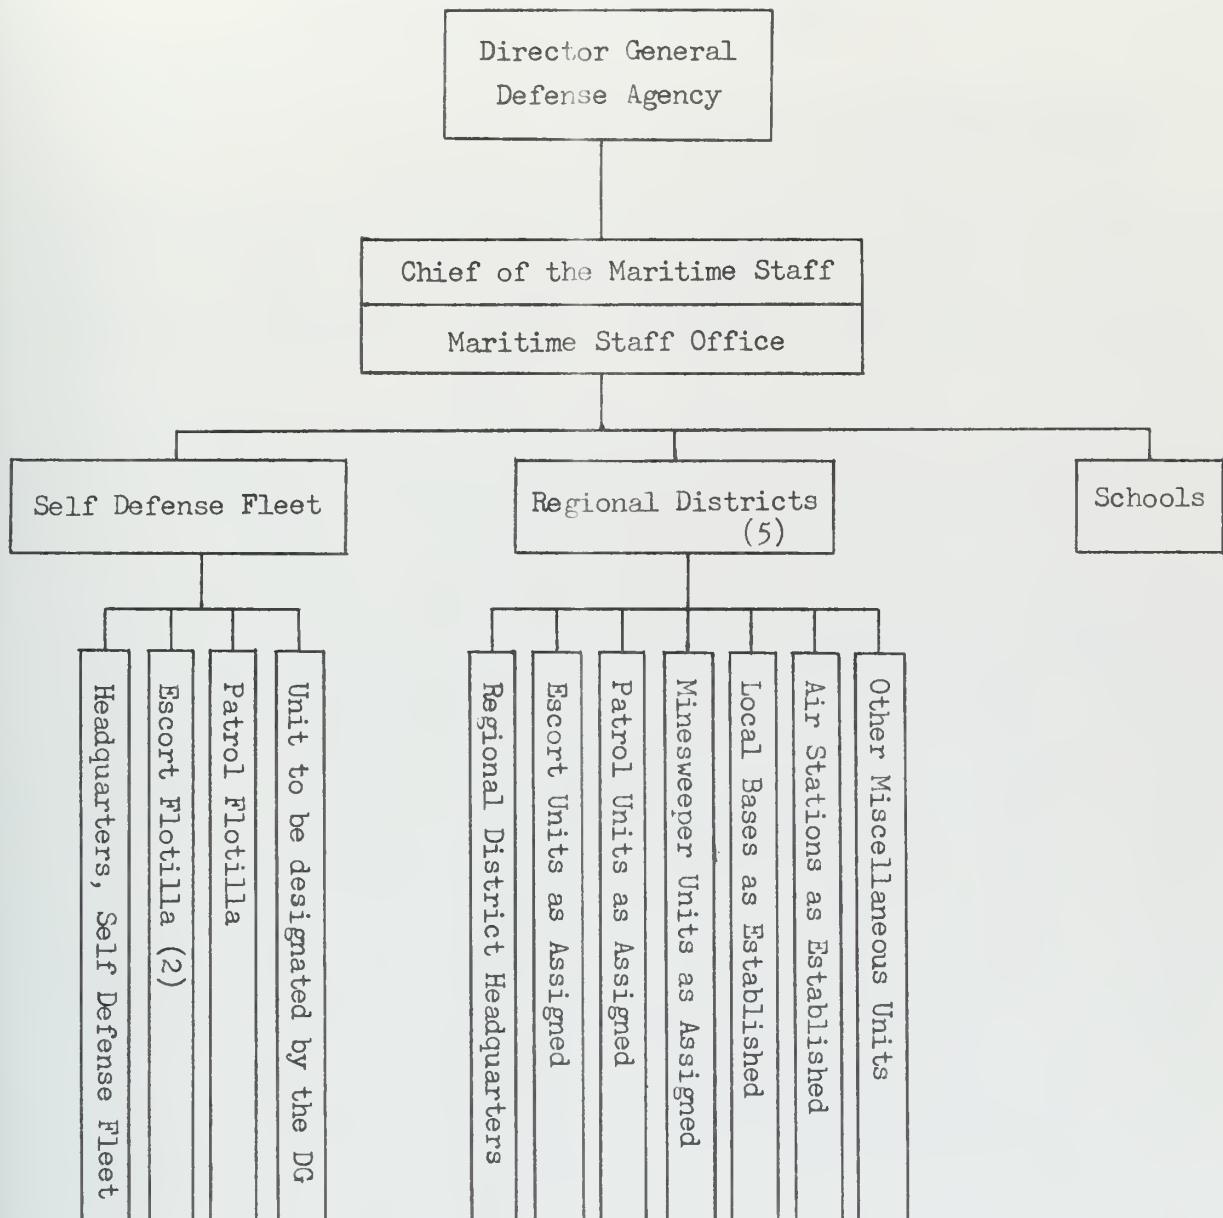 Director General
Defense Agency
Chief of the Maritime Staff
Maritime Staff Office
Self Defense Fleet
Regional Districts
(5)
Schools
Headquarters, Self Defense Fleet
Escort Flotilla (2)
Patrol Flotilla
Unit to be designated by the DG
Regional District Headquarters
Escort Units as Assigned
Patrol Units as Assigned
Minesweeper Units as Assigned
Local Bases as Established
Air Stations as Established
Other Miscellaneous Units